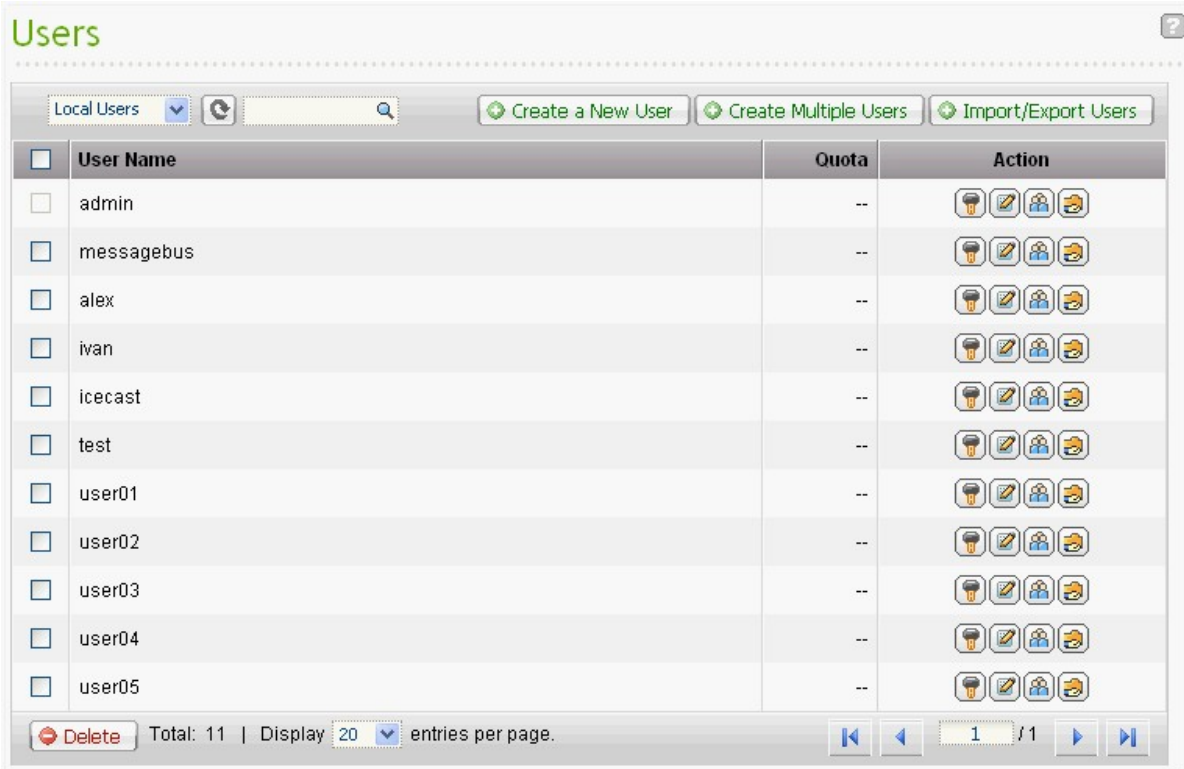 Users
?
Local Users Create a New User Create Multiple Users Import/Export Users
User Name Quota Action
admin --
messagebus --
alex --
ivan --
icecast --
test --
user01 --
user02 --
user03 --
user04 --
user05 --
Delete Total: 11 | Display 20 entries per page. 1 / 1